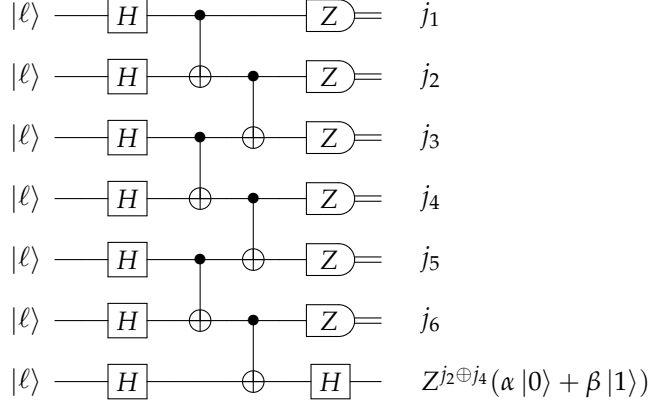 |ℓ⟩ H Z j₁
|ℓ⟩ H Z j₂
|ℓ⟩ H Z j₃
|ℓ⟩ H Z j₄
|ℓ⟩ H Z j₅
|ℓ⟩ H Z j₆
|ℓ⟩ H H Z^{j₂⊕j₄}(α|0⟩ + β|1⟩)